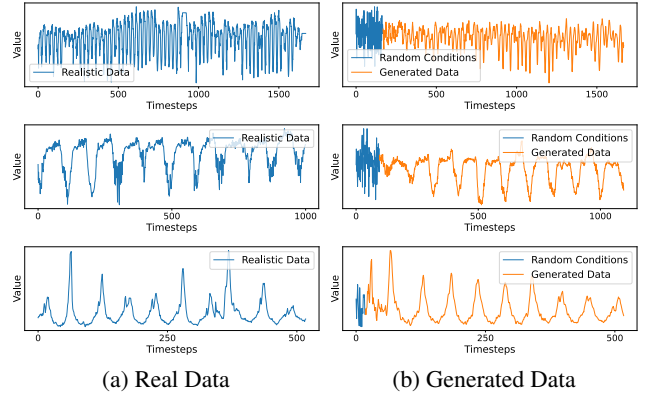 Value
Realistic Data
0 500 1000 1500
Timesteps
Value
Random Conditions
Generated Data
0 500 1000 1500
Timesteps
Value
Realistic Data
0 500 1000
Timesteps
Value
Random Conditions
Generated Data
0 500 1000
Timesteps
Value
Realistic Data
0 250 500
Timesteps
Value
Random Conditions
Generated Data
0 250 500
Timesteps
(a) Real Data
(b) Generated Data